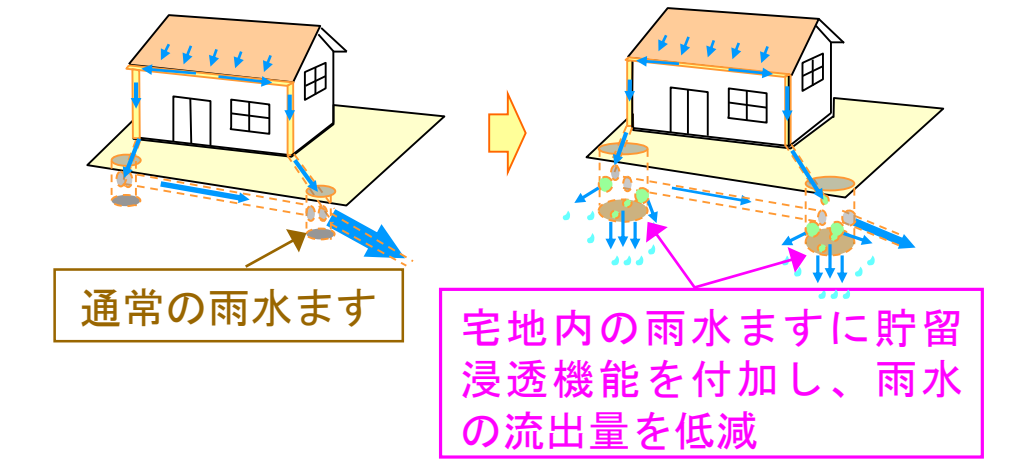 通常の雨水ます
宅地内の雨水ますに貯留
浸透機能を付加し、雨水
の流出量を低減